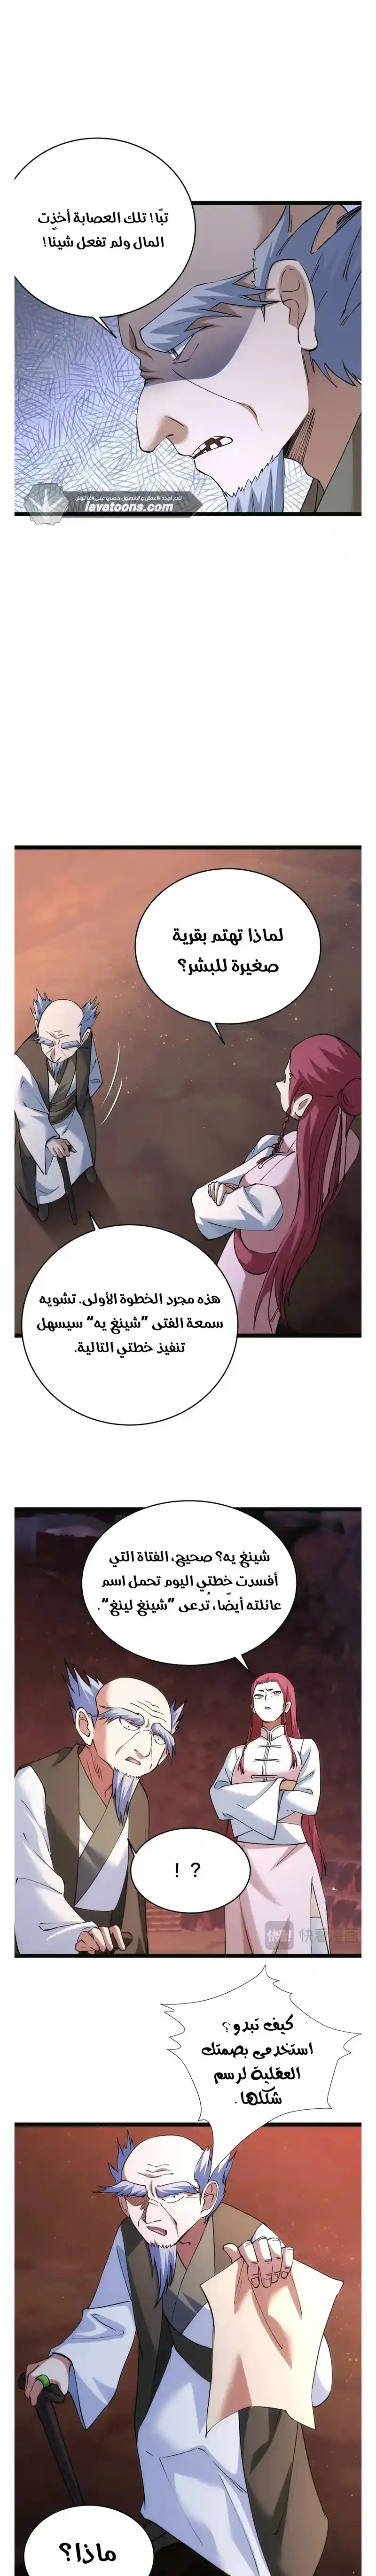 تبًا! تلك العصابة أخذت
المال ولم تفعل شيئًا!
lavatoons.com
لماذا تهتم بقرية
صغيرة للبشر؟
هذه مجرد الخطوة الأولى. تشويه
سمعة الفتى "شينغ يه" سيسهل
تنفيذ خطتي التالية.
شينغ يه؟ صحيح، الفتاة التي
أفسدت خطتي اليوم تحمل اسم
عائلته أيضًا، تُدعى "شينغ لينغ".
! ?
كيف تبدو؟
استخدمي بصمتك
العقلية لرسم
شكلها.
ماذا؟